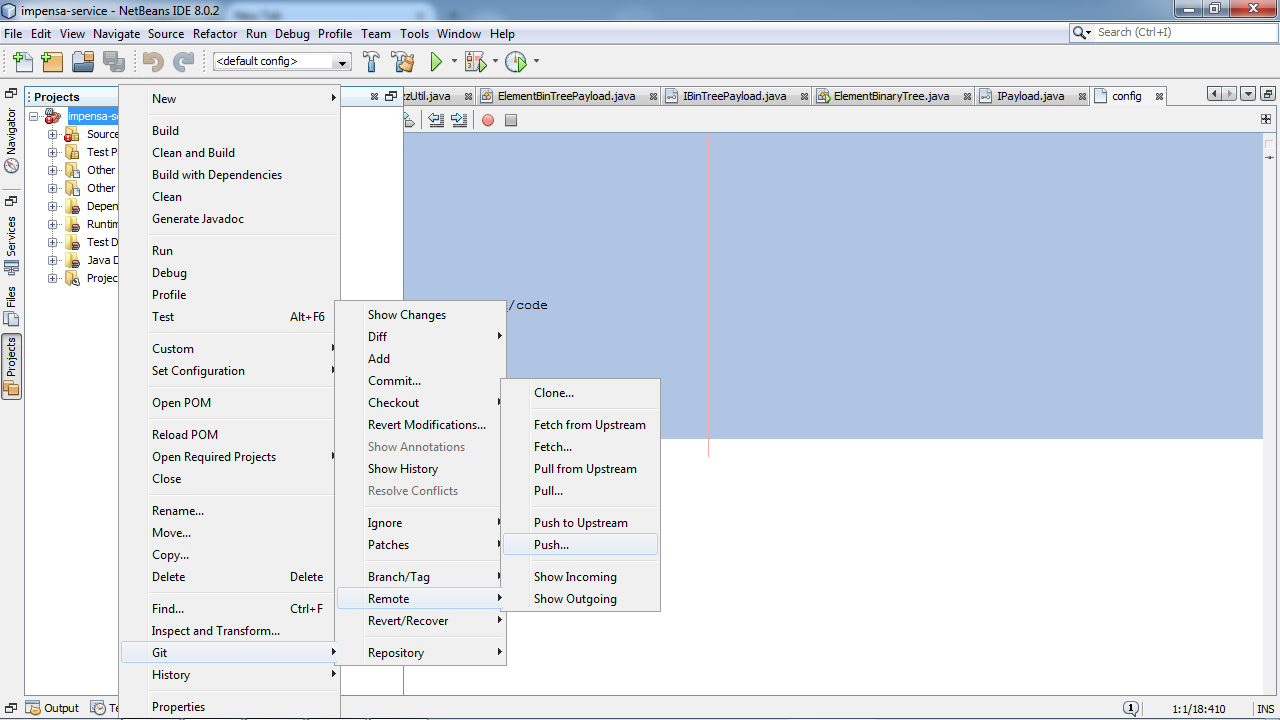 impensa-service - NetBeans IDE 8.0.2
New Tab
File Edit View Navigate Source Refactor Run Debug Profile Team Tools Window Help
Search (Ctrl+I)
<default config>
Projects
zUtil.java ElementBinTreePayload.java IBinTreePayload.java ElementBinaryTree.java IPayload.java config
Navigator
Services
Files
Projects
impensa-s
Source
Test P
Other
Other
Depen
Runtim
Test D
Java D
Projec
New
Build
Clean and Build
Build with Dependencies
Clean
Generate Javadoc
Run
Debug
Profile
Test Alt+F6
Custom
Set Configuration
Open POM
Reload POM
Open Required Projects
Close
Rename...
Move...
Copy...
Delete Delete
Find... Ctrl+F
Inspect and Transform...
Git
History
Properties
Show Changes
Diff
Add
Commit...
Checkout
Revert Modifications...
Show Annotations
Show History
Resolve Conflicts
Ignore
Patches
Branch/Tag
Remote
Revert/Recover
Repository
Clone...
Fetch from Upstream
Fetch...
Pull from Upstream
Pull...
Push to Upstream
Push...
Show Incoming
Show Outgoing
/code
Output Te
1 1:1/18:410 INS